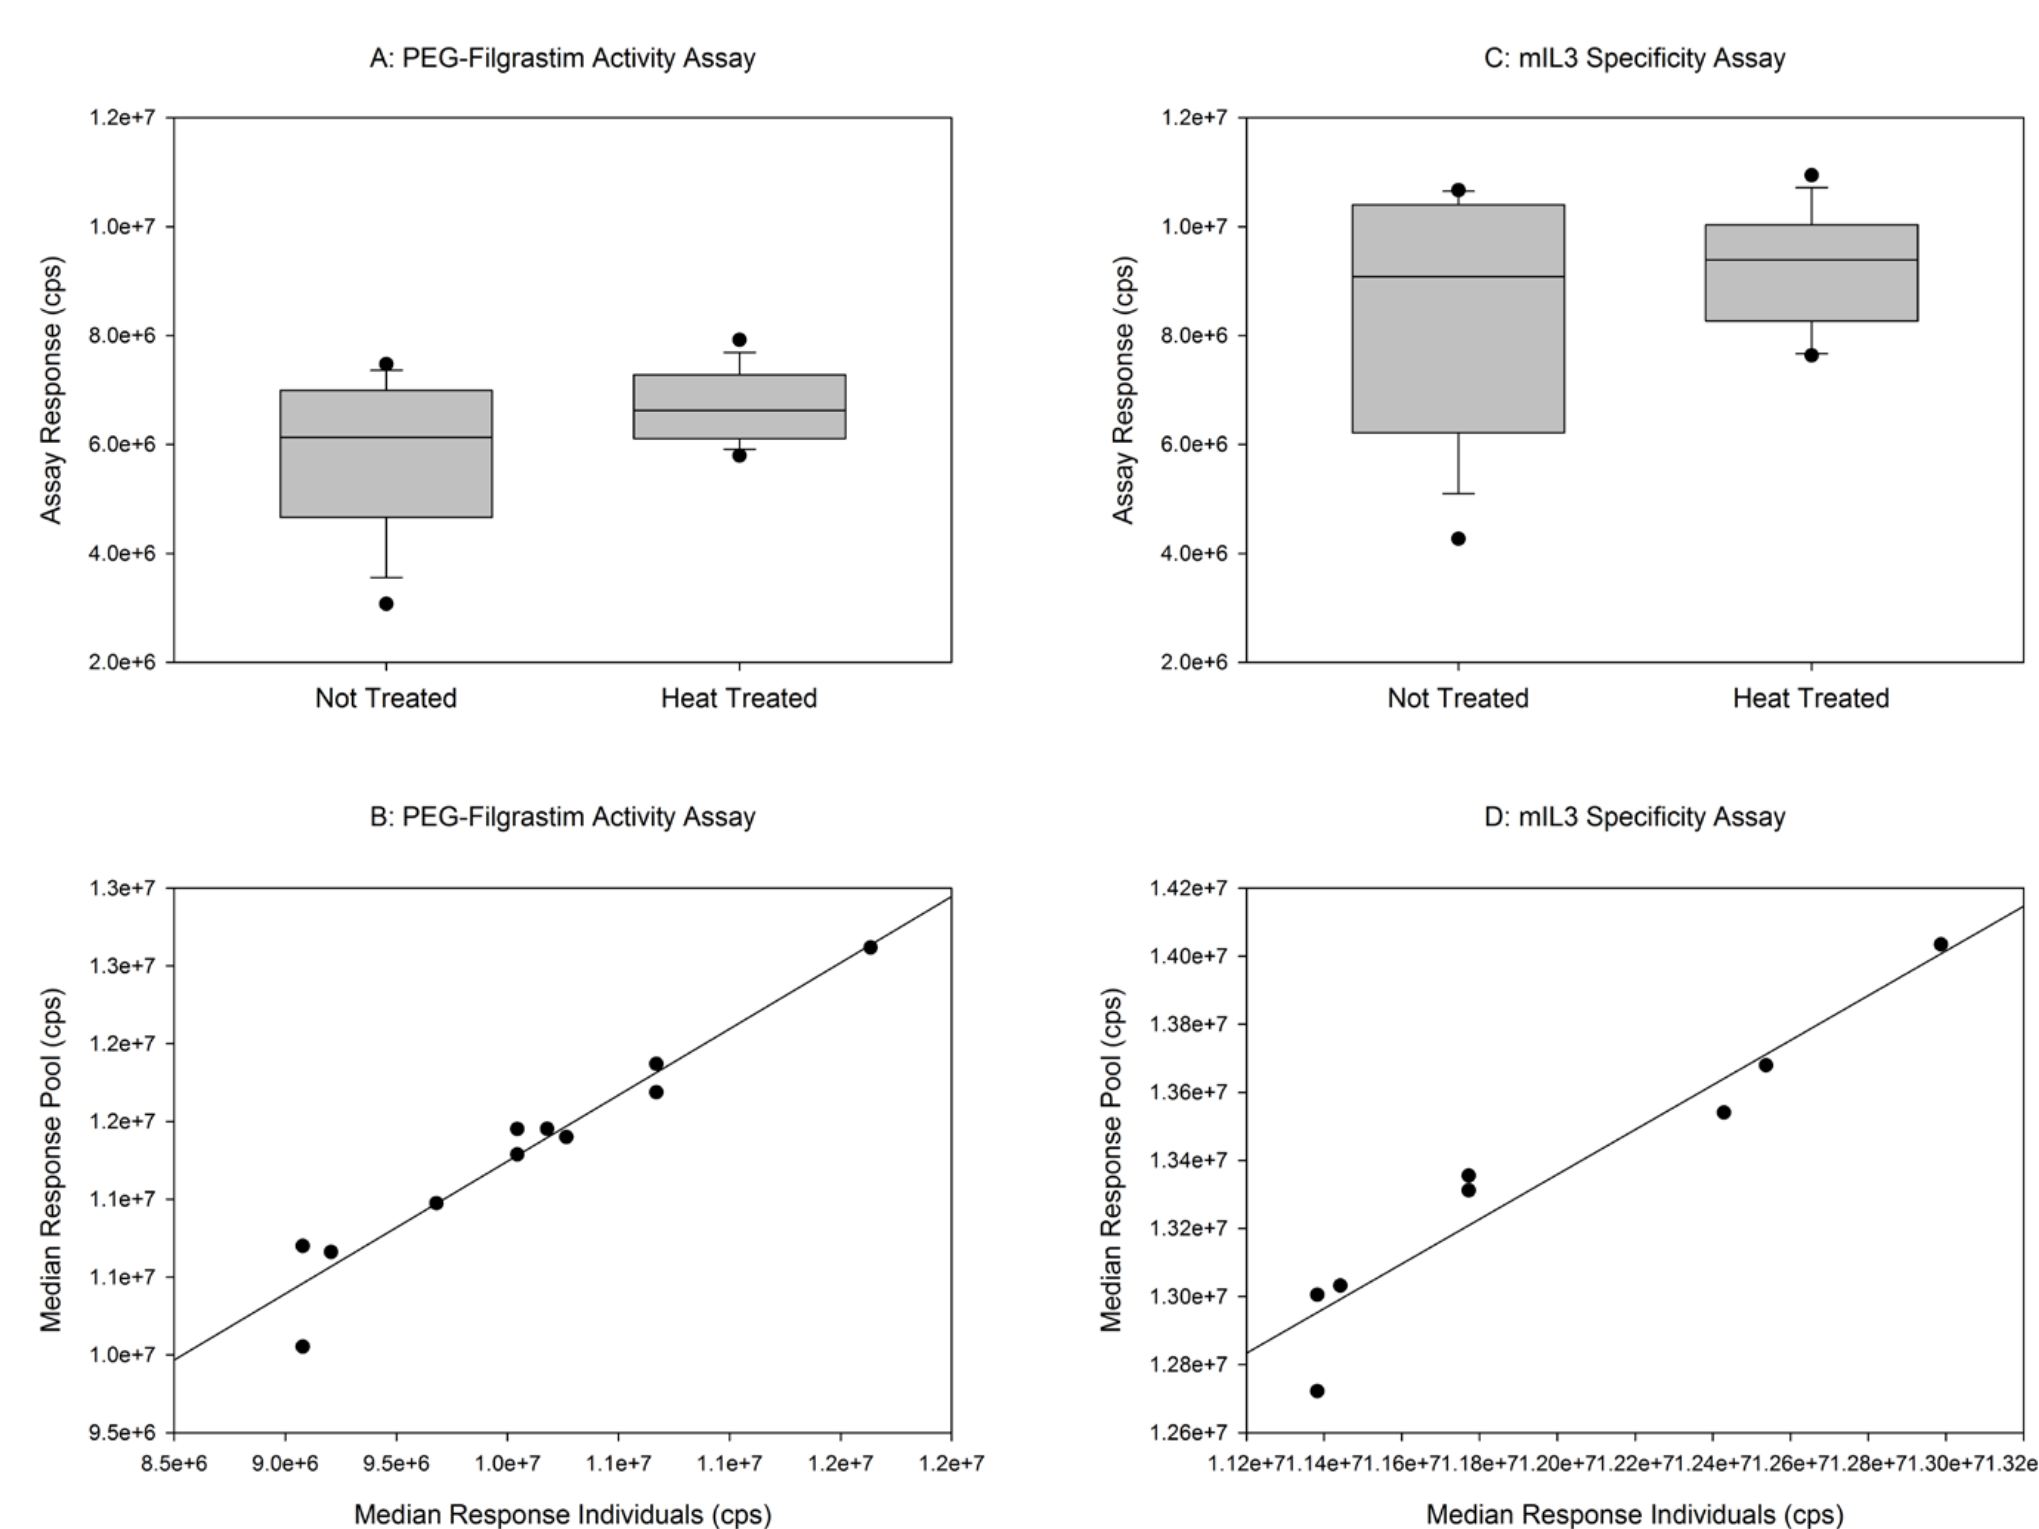 A: PEG-Filgrastim Activity Assay
1.2e+7
1.0e+7
8.0e+6
6.0e+6
4.0e+6
2.0e+6
Assay Response (cps)
Not Treated
Heat Treated
C: mIL3 Specificity Assay
1.2e+7
1.0e+7
8.0e+6
6.0e+6
4.0e+6
2.0e+6
Assay Response (cps)
Not Treated
Heat Treated
B: PEG-Filgrastim Activity Assay
1.3e+7
1.3e+7
1.2e+7
1.2e+7
1.1e+7
1.1e+7
1.0e+7
9.5e+6
Median Response Pool (cps)
8.5e+6 9.0e+6 9.5e+6 1.0e+7 1.1e+7 1.1e+7 1.2e+7 1.2e+7
Median Response Individuals (cps)
D: mIL3 Specificity Assay
1.42e+7
1.40e+7
1.38e+7
1.36e+7
1.34e+7
1.32e+7
1.30e+7
1.28e+7
1.26e+7
Median Response Pool (cps)
1.12e+71.14e+71.16e+71.18e+71.20e+71.22e+71.24e+71.26e+71.28e+71.30e+71.32e
Median Response Individuals (cps)